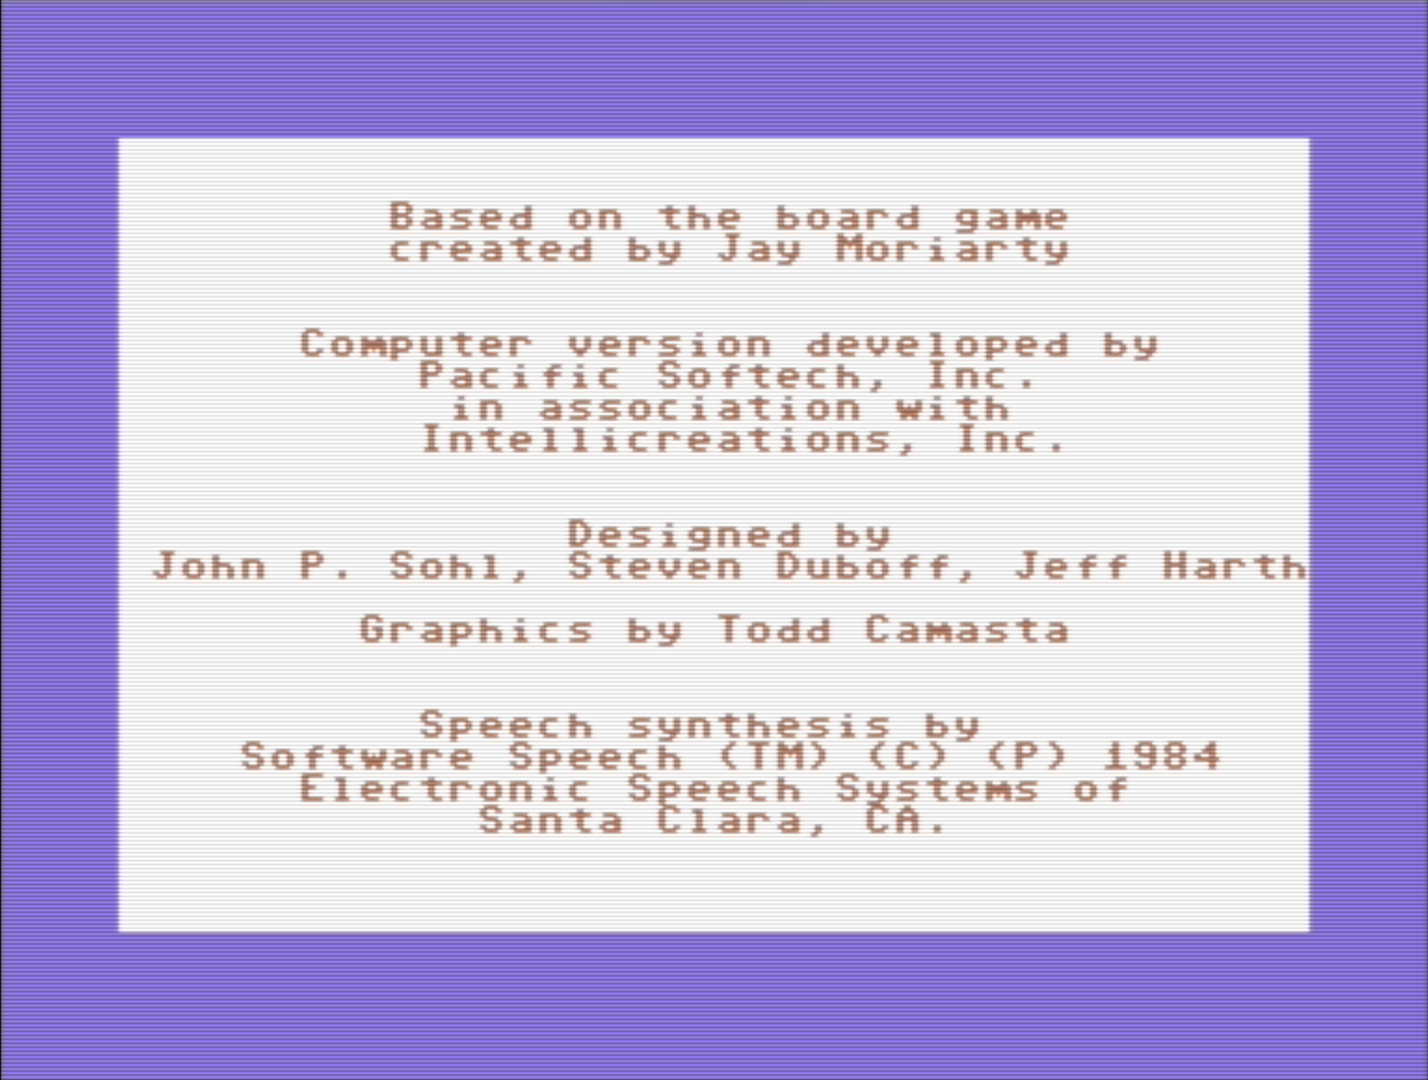 Based on the board game
created by Jay Moriarty
Computer version developed by
Pacific Softech, Inc.
in association with
Intellicreations, Inc.
Designed by
John P. Sohl, Steven Duboff, Jeff Harth
Graphics by Todd Camasta
Speech synthesis by
Software Speech (TM) (C) (P) 1984
Electronic Speech Systems of
Santa Clara, CA.